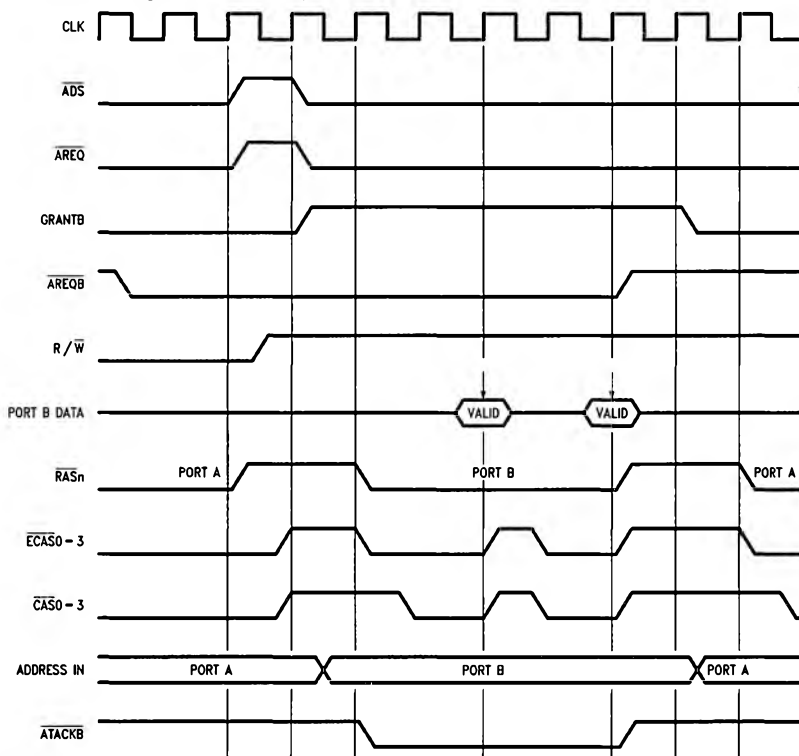 CLK
ADS
AREQ
GRANTB
AREQB
R/W
PORT B DATA VALID VALID
RASn PORT A PORT B PORT A
ECAS0-3
CAS0-3
ADDRESS IN PORT A PORT B PORT A
ATACKB